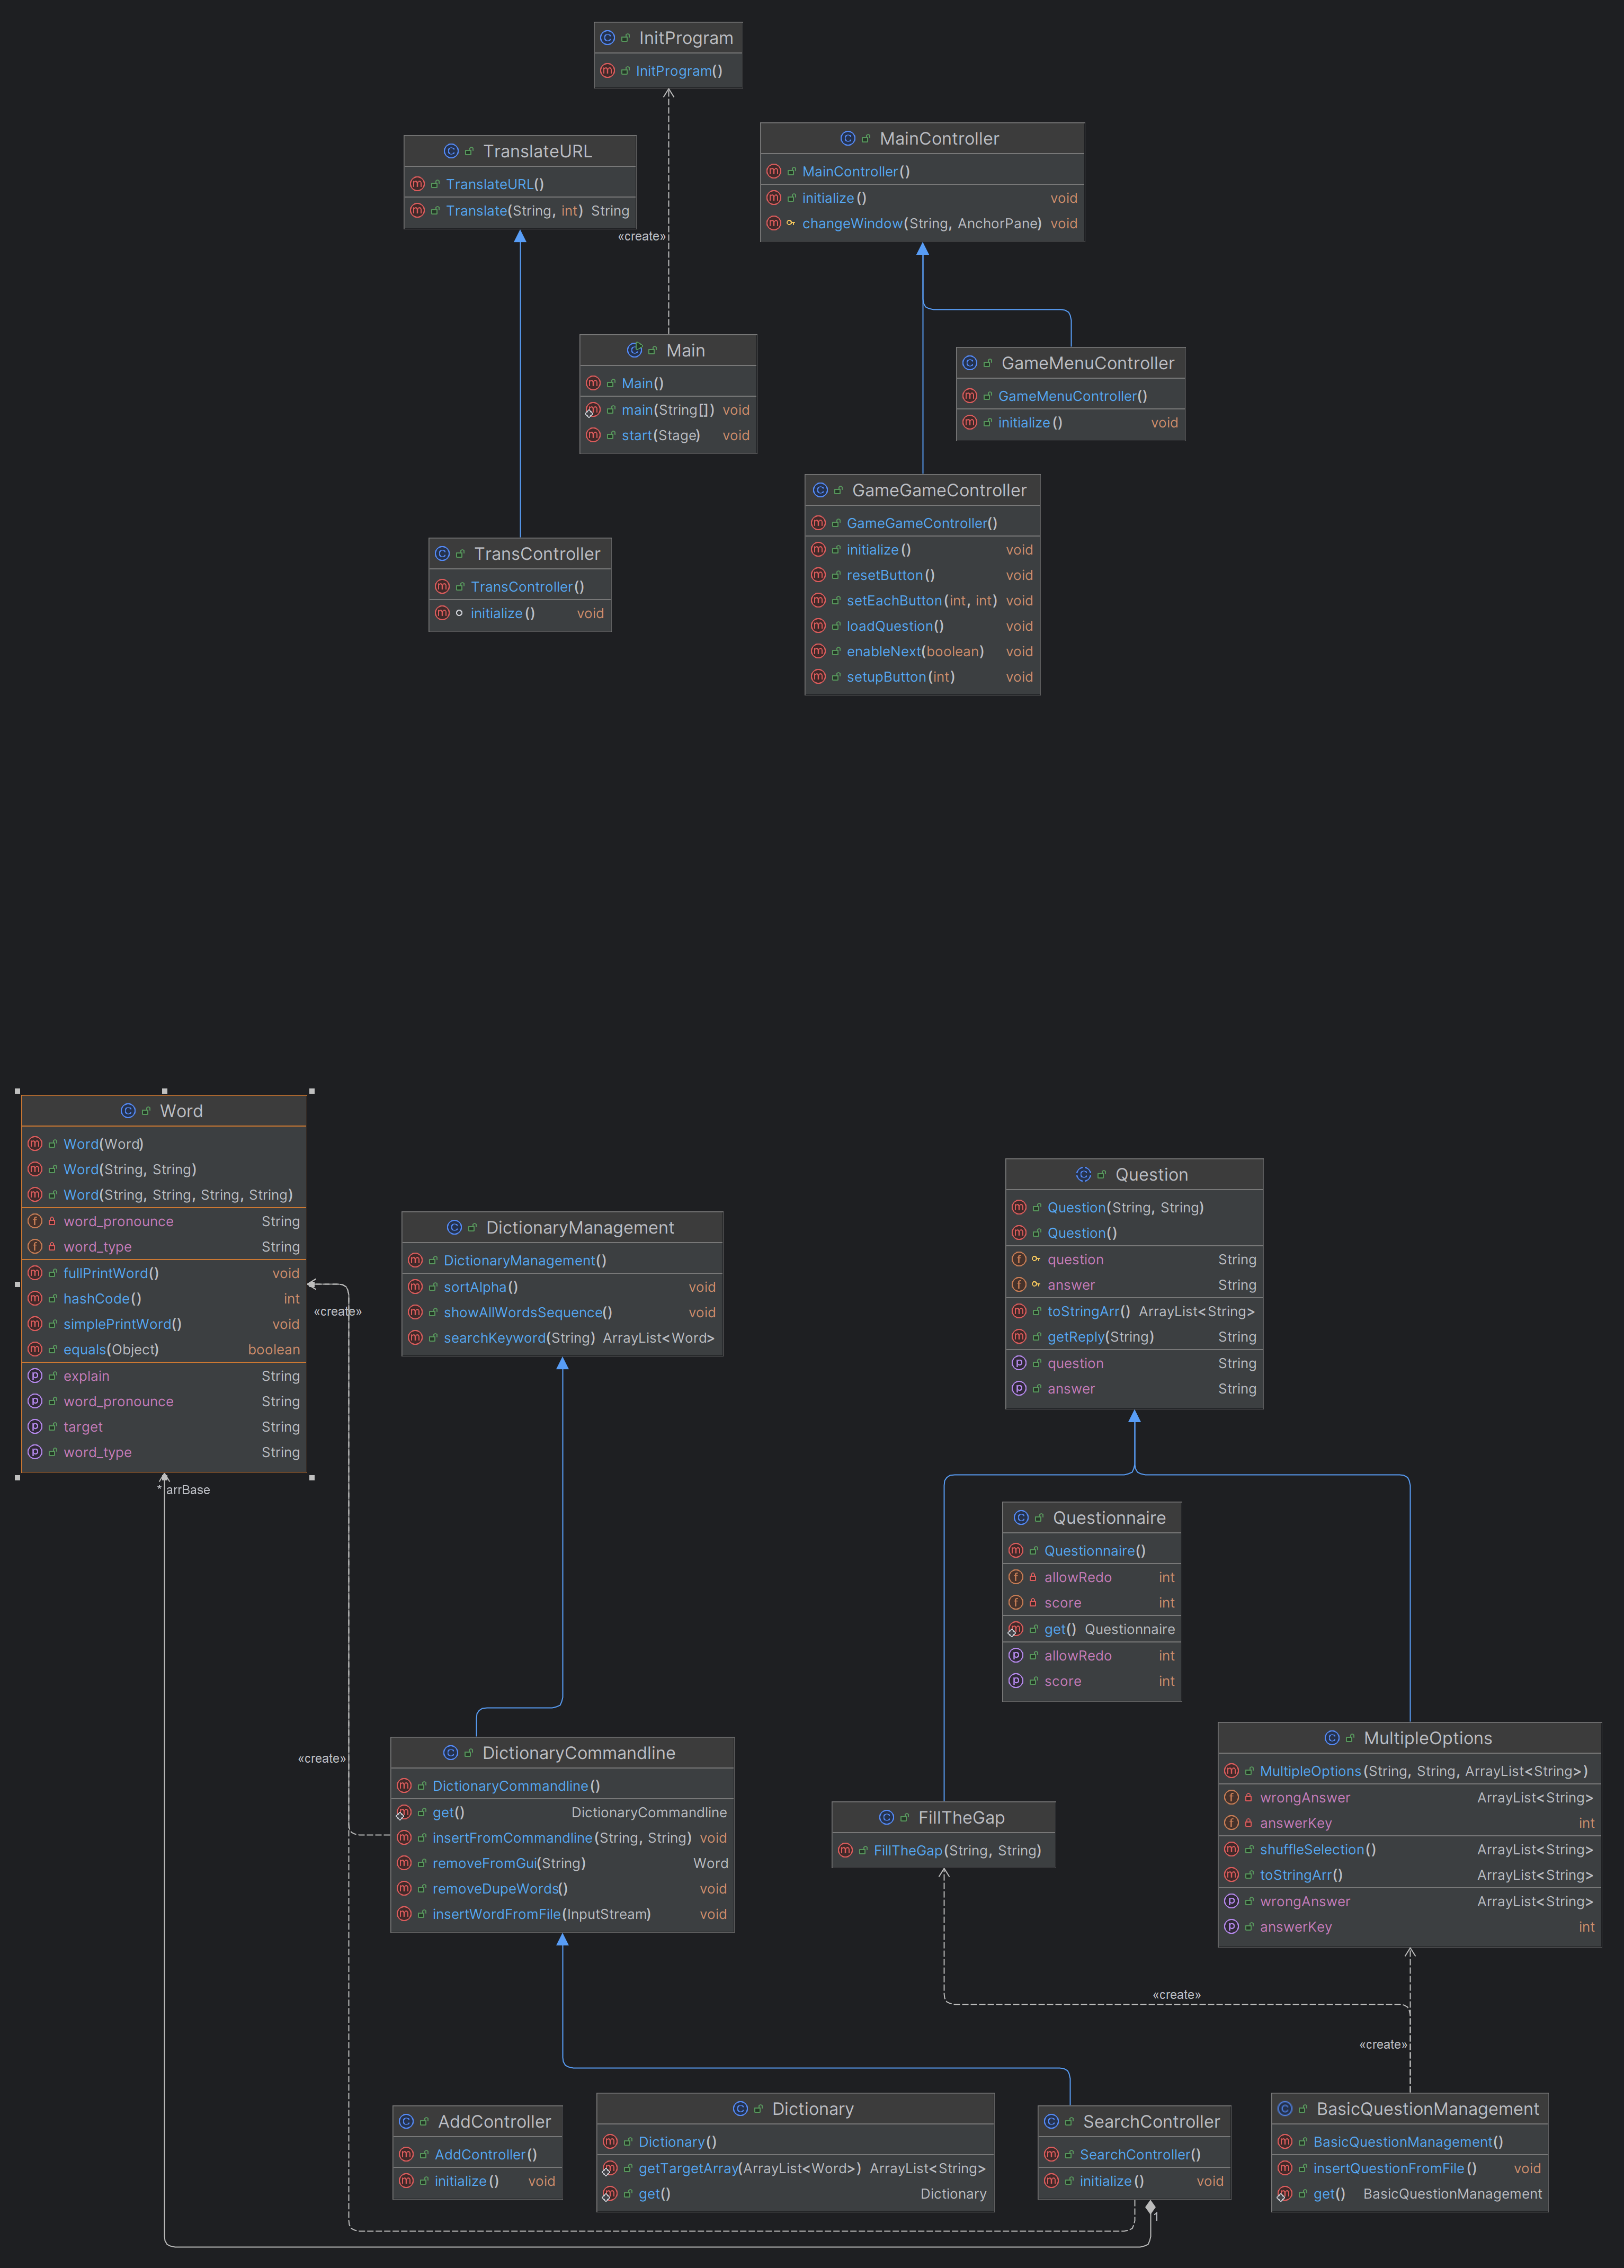 InitProgram
InitProgram()
TranslateURL
TranslateURL()
Translate(String, int) String
«create»
MainController
MainController()
initialize() void
changeWindow(String, AnchorPane) void
Main
Main()
main(String[]) void
start(Stage) void
GameMenuController
GameMenuController()
initialize() void
GameGameController
GameGameController()
initialize() void
resetButton() void
setEachButton(int, int) void
loadQuestion() void
enableNext(boolean) void
setupButton(int) void
TransController
TransController()
initialize() void
Word
Word(Word)
Word(String, String)
Word(String, String, String, String)
word_pronounce String
word_type String
fullPrintWord() void
hashCode() int
simplePrintWord() void
equals(Object) boolean
explain String
word_pronounce String
target String
word_type String
* arrBase
«create»
DictionaryManagement
DictionaryManagement()
sortAlpha() void
showAllWordsSequence() void
searchKeyword(String) ArrayList<Word>
Question
Question(String, String)
Question()
question String
answer String
toStringArr() ArrayList<String>
getReply(String) String
question String
answer String
Questionnaire
Questionnaire()
allowRedo int
score int
get() Questionnaire
allowRedo int
score int
«create»
DictionaryCommandline
DictionaryCommandline()
get() DictionaryCommandline
insertFromCommandline(String, String) void
removeFromGui(String) Word
removeDupeWords() void
insertWordFromFile(InputStream) void
FillTheGap
FillTheGap(String, String)
MultipleOptions
MultipleOptions(String, String, ArrayList<String>)
wrongAnswer ArrayList<String>
answerKey int
shuffleSelection() ArrayList<String>
toStringArr() ArrayList<String>
wrongAnswer ArrayList<String>
answerKey int
«create»
«create»
AddController
AddController()
initialize() void
Dictionary
Dictionary()
getTargetArray(ArrayList<Word>) ArrayList<String>
get() Dictionary
SearchController
SearchController()
initialize() void
1
BasicQuestionManagement
BasicQuestionManagement()
insertQuestionFromFile() void
get() BasicQuestionManagement